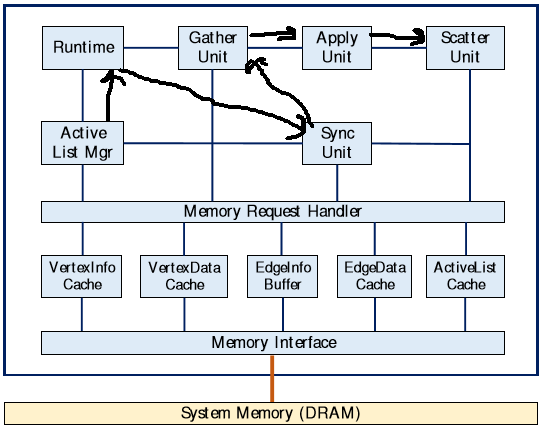 Runtime
Gather
Unit
Apply
Unit
Scatter
Unit
Active
List Mgr
Sync
Unit
Memory Request Handler
VertexInfo
Cache
VertexData
Cache
EdgeInfo
Buffer
EdgeData
Cache
ActiveList
Cache
Memory Interface
System Memory (DRAM)